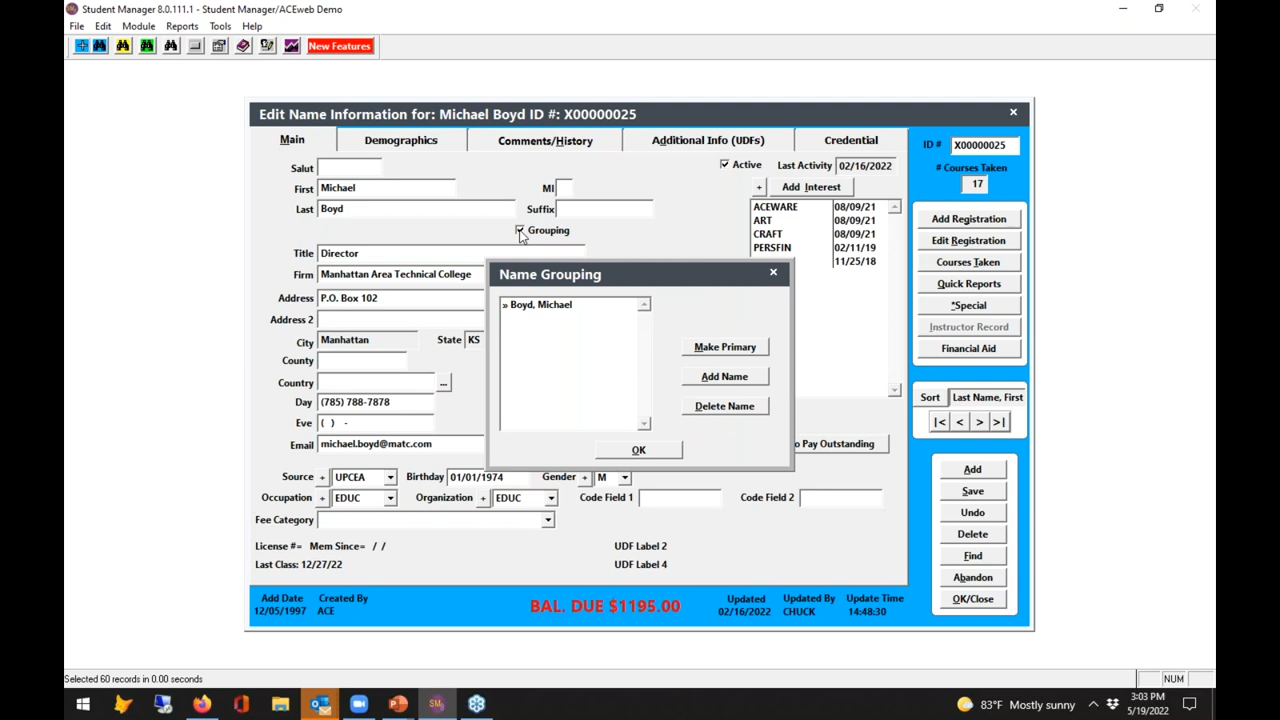 Student Manager 8.0.111.1 - Student Manager/ACEweb Demo
File Edit Module Reports Tools Help
New Features
Edit Name Information for: Michael Boyd ID #: X00000025
Main Demographics Comments/History Additional Info (UDFs) Credential
ID # X00000025
# Courses Taken
17
Salut
Active Last Activity 02/16/2022
First Michael MI + Add Interest
Last Boyd Suffix
ACEWARE 08/09/21
ART 08/09/21
CRAFT 08/09/21
PERSFIN 02/11/19
11/25/18
Grouping
Title Director
Firm Manhattan Area Technical College
Address P.O. Box 102
Address 2
City Manhattan State KS
County
Country ...
Day (785) 788-7878
Eve ( ) -
Email michael.boyd@matc.com
o Pay Outstanding
Name Grouping
» Boyd, Michael
Make Primary
Add Name
Delete Name
OK
Source + UPCEA Birthday 01/01/1974 Gender + M
Occupation + EDUC Organization + EDUC Code Field 1 Code Field 2
Fee Category
License #= Mem Since= / / UDF Label 2
Last Class: 12/27/22 UDF Label 4
Add Date Created By BAL. DUE $1195.00 Updated Updated By Update Time
12/05/1997 ACE 02/16/2022 CHUCK 14:48:30
Add Registration
Edit Registration
Courses Taken
Quick Reports
*Special
Instructor Record
Financial Aid
Sort Last Name, First
|< < > >|
Add
Save
Undo
Delete
Find
Abandon
OK/Close
Selected 60 records in 0.00 seconds NUM
83°F Mostly sunny
3:03 PM
5/19/2022